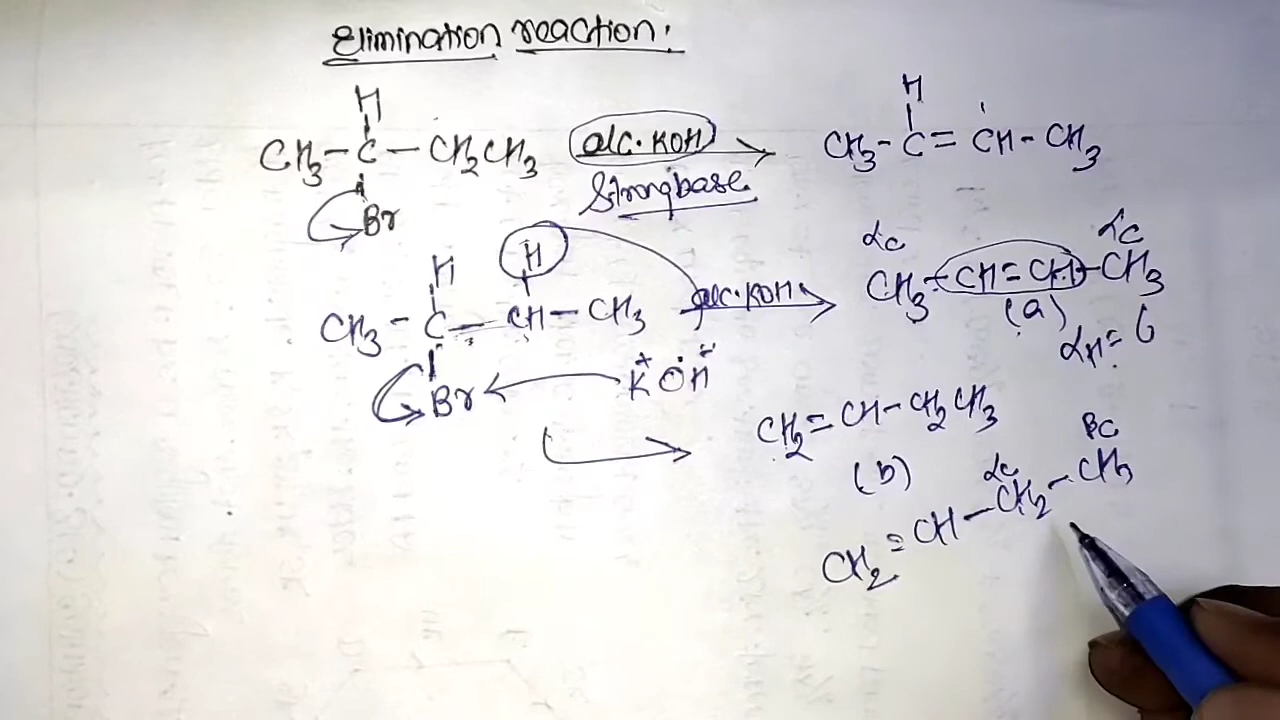 Elimination reaction:
H H
CH3-C-CH2CH3 alc.KOH CH3-C=CH-CH3
Br Strong base
αc αc
H H
CH3-C-CH-CH3 alc.KOH CH3-CH=CH-CH3
(a)
αH=6
Br K+ OH-
CH2=CH-CH2CH3
(b)
βC
αc
CH2=CH-CH2-CH3